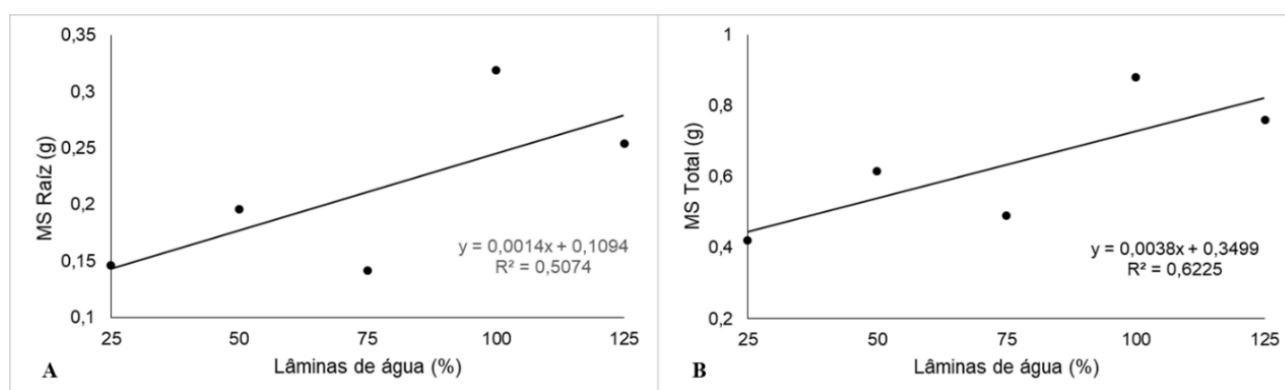 0,35
0,3
0,25
0,2
0,15
0,1
MS Raíz (g)
y = 0,0014x + 0,1094
R² = 0,5074
25 50 75 100 125
Lâminas de água (%)
A
1
0,8
0,6
0,4
0,2
MS Total (g)
y = 0,0038x + 0,3499
R² = 0,6225
25 50 75 100 125
Lâminas de água (%)
B